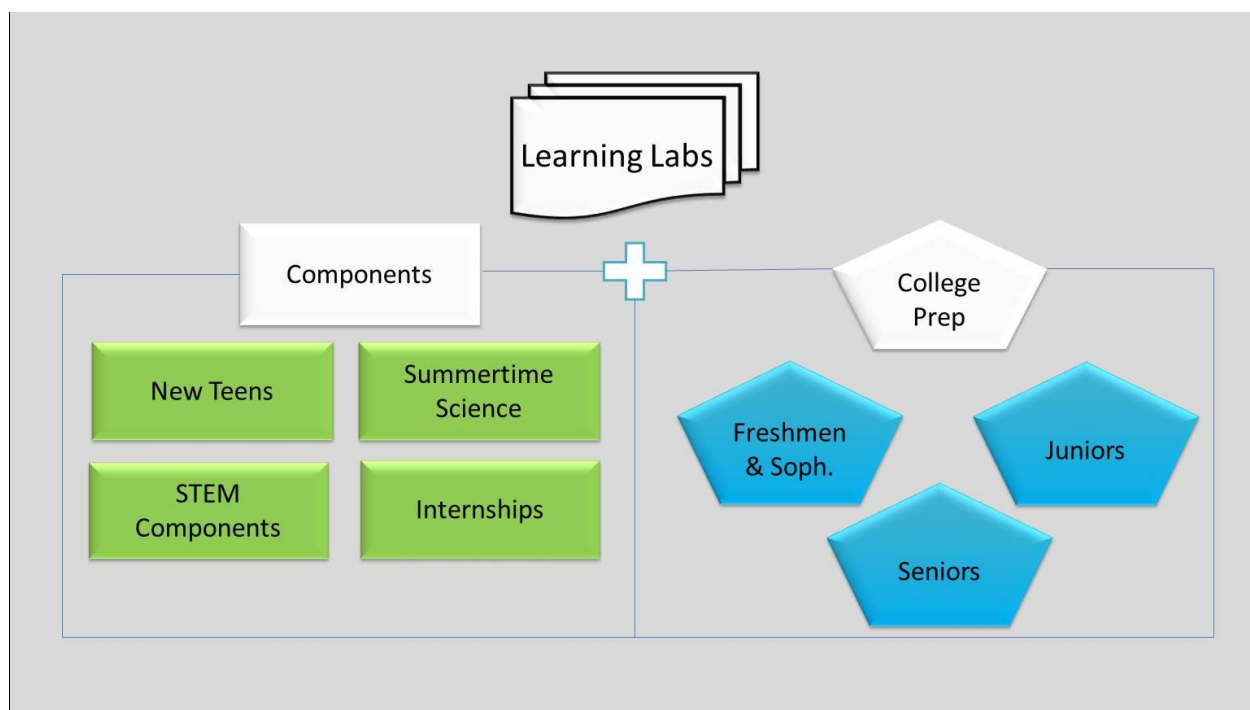 Learning Labs
Components
College
Prep
New Teens
Summertime
Science
STEM
Components
Internships
Freshmen
& Soph.
Juniors
Seniors